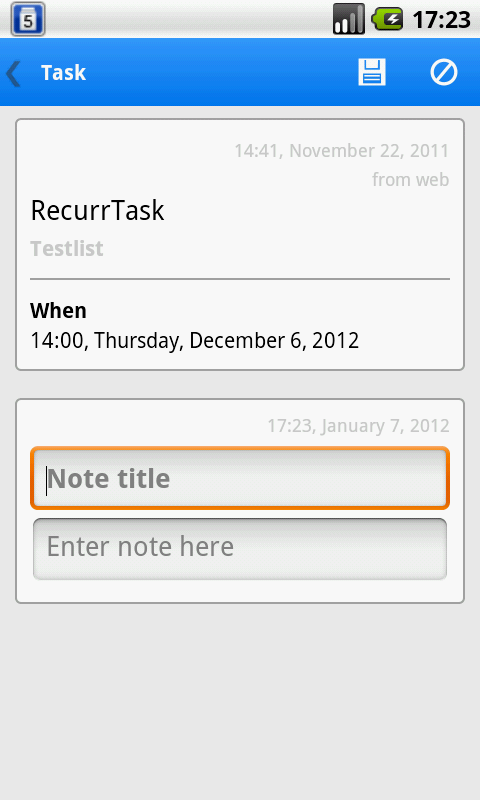 5
17:23
Task
14:41, November 22, 2011
from web
RecurrTask
Testlist
When
14:00, Thursday, December 6, 2012
17:23, January 7, 2012
Note title
Enter note here